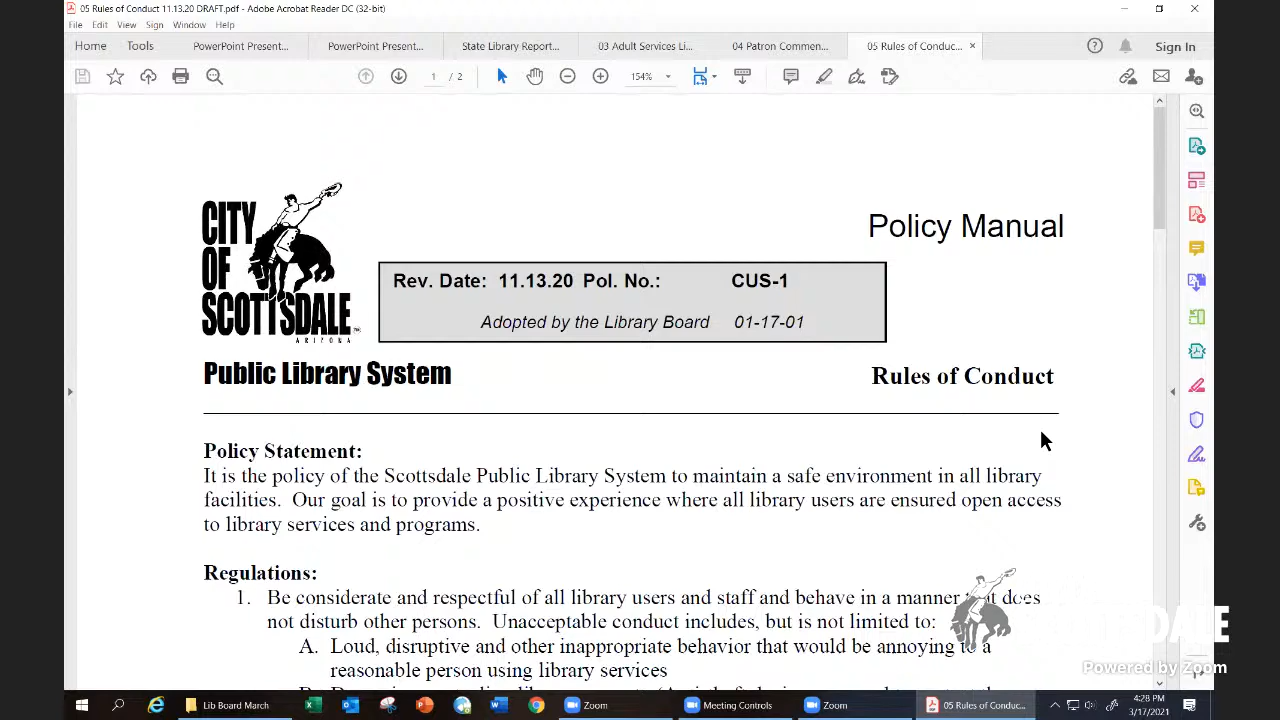 05 Rules of Conduct 11.13.20 DRAFT.pdf - Adobe Acrobat Reader DC (32-bit)
File Edit View Sign Window Help
Home Tools PowerPoint Present... PowerPoint Present... State Library Report... 03 Adult Services Li... 04 Patron Commen... 05 Rules of Conduc... × Sign In
1 / 2 154%
CITY
OF
SCOTTSDALE
ARIZONA
Policy Manual
Rev. Date: 11.13.20 Pol. No.: CUS-1
Adopted by the Library Board 01-17-01
Public Library System Rules of Conduct
Policy Statement:
It is the policy of the Scottsdale Public Library System to maintain a safe environment in all library
facilities. Our goal is to provide a positive experience where all library users are ensured open access
to library services and programs.
Regulations:
1. Be considerate and respectful of all library users and staff and behave in a manner that does
not disturb other persons. Unacceptable conduct includes, but is not limited to:
A. Loud, disruptive and other inappropriate behavior that would be annoying to a
reasonable person using library services
Powered by Zoom
Lib Board March Zoom Meeting Controls Zoom 05 Rules of Conduc... 4:28 PM
3/17/2021